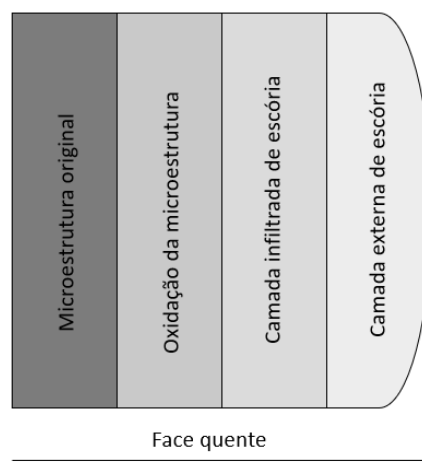 Microestrutura original
Oxidação da microestrutura
Camada infiltrada de escória
Camada externa de escória
Face quente